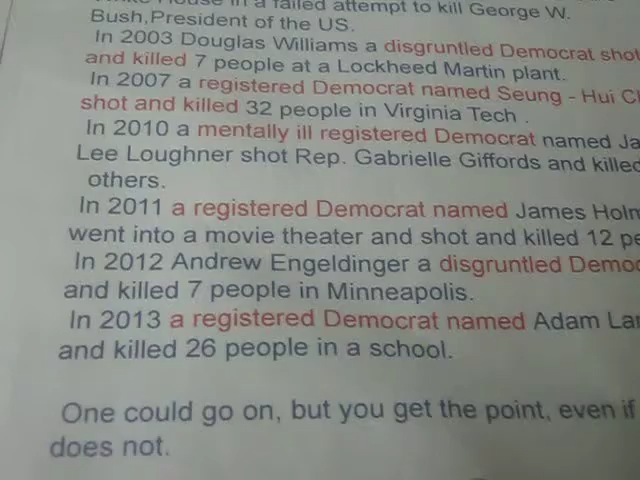 House in a failed attempt to kill George W.
Bush,President of the US.
In 2003 Douglas Williams a disgruntled Democrat shot
and killed 7 people at a Lockheed Martin plant.
In 2007 a registered Democrat named Seung - Hui
shot and killed 32 people in Virginia Tech .
In 2010 a mentally ill registered Democrat named
Lee Loughner shot Rep. Gabrielle Giffords and killed
others.
In 2011 a registered Democrat named James
went into a movie theater and shot and killed 12
In 2012 Andrew Engeldinger a disgruntled
and killed 7 people in Minneapolis.
In 2013 a registered Democrat named Adam
and killed 26 people in a school.
One could go on, but you get the point, even if
does not.